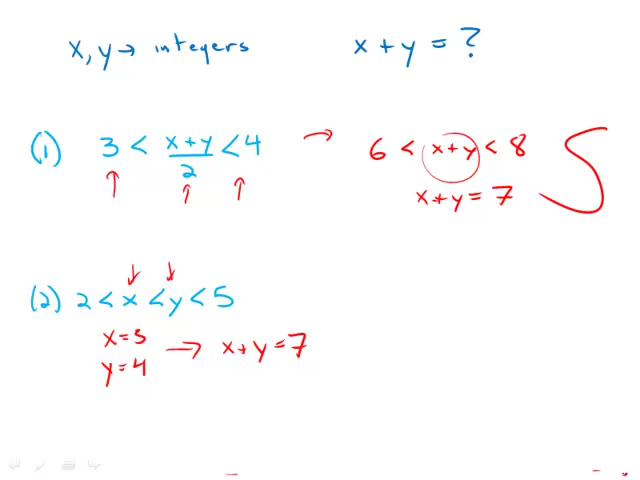 x, y → integers
x + y = ?
(1) 3 < x+y/2 < 4 → 6 < x+y < 8
x+y = 7
S
(2) 2 < x < y < 5
x=3
y=4 → x+y=7